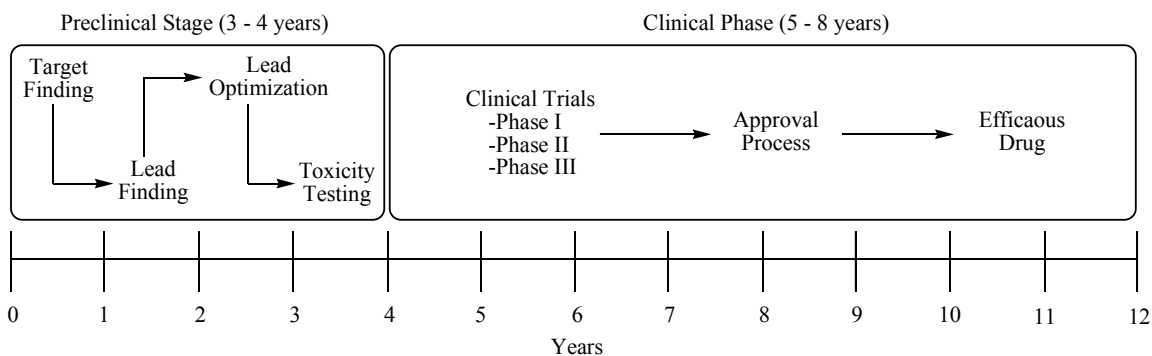 Preclinical Stage (3 - 4 years)
Clinical Phase (5 - 8 years)
Target
Finding
Lead
Finding
Lead
Optimization
Toxicity
Testing
Clinical Trials
-Phase I
-Phase II
-Phase III
Approval
Process
Efficaous
Drug
0 1 2 3 4 5 6 7 8 9 10 11 12
Years